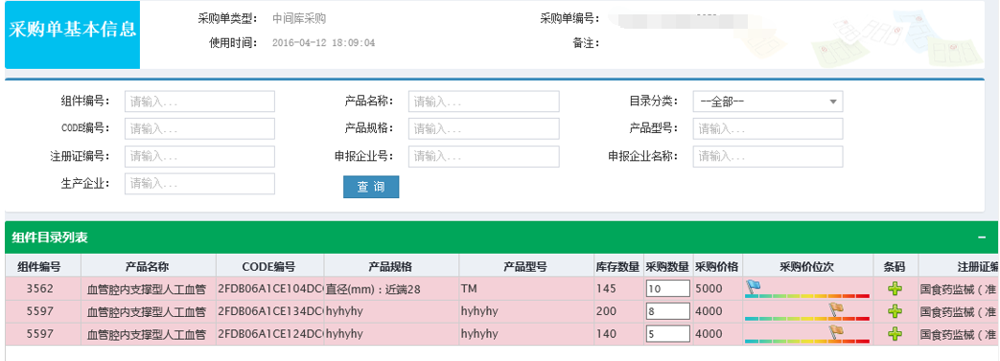 采购单基本信息
采购单类型： 中间库采购 采购单编号：
使用时间： 2016-04-12 18:09:04 备注：
组件编号： 请输入... 产品名称： 请输入... 目录分类： --全部--
CODE编号： 请输入... 产品规格： 请输入... 产品型号： 请输入...
注册证编号： 请输入... 申报企业号： 请输入... 申报企业名称： 请输入...
生产企业： 请输入... 查 询
组件目录列表
组件编号 产品名称 CODE编号 产品规格 产品型号 库存数量 采购数量 采购价格 采购价位次 条码 注册证编
3562 血管腔内支撑型人工血管 2FDB06A1CE104DC 直径(mm)：近端28 TM 145 10 5000 国食药监械（准
5597 血管腔内支撑型人工血管 2FDB06A1CE134DC hyhyhy hyhyhy 200 8 4000 国食药监械（准
5597 血管腔内支撑型人工血管 2FDB06A1CE124DC hyhyhy hyhyhy 140 5 4000 国食药监械（准